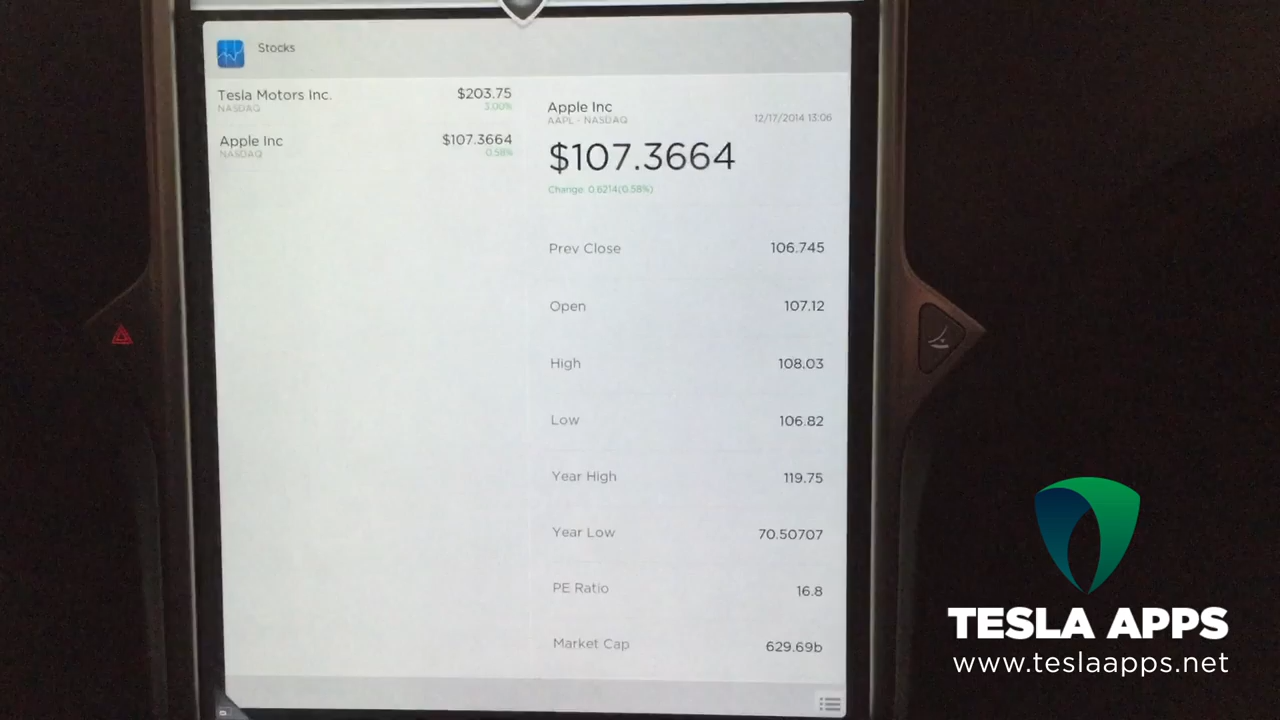 Stocks
Tesla Motors Inc. $203.75
NASDAQ 3.00%
Apple Inc $107.3664
NASDAQ 0.58%
Apple Inc
AAPL - NASDAQ 12/17/2014 13:06
$107.3664
Change: 0.6214(0.58%)
Prev Close 106.745
Open 107.12
High 108.03
Low 106.82
Year High 119.75
Year Low 70.50707
PE Ratio 16.8
Market Cap 629.69b
TESLA APPS
www.teslaapps.net